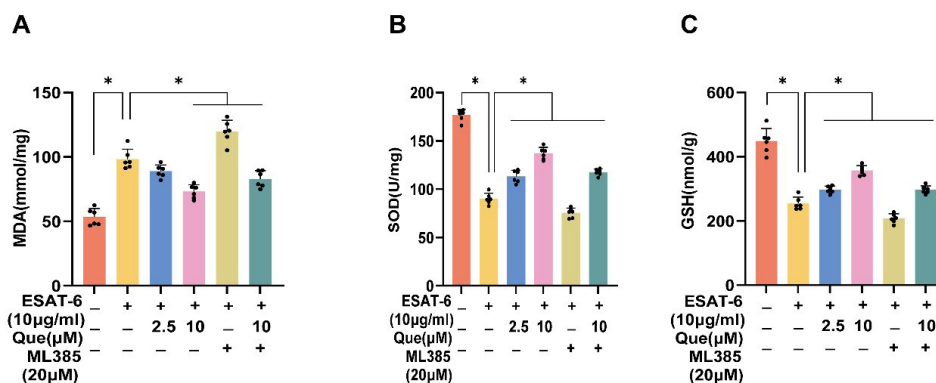 A
B
C
* *
* *
* *
MDA(nmol/mg)
150
100
50
0
SOD(U/mg)
200
150
100
50
0
GSH(nmol/g)
600
400
200
0
ESAT-6 – + + + + +
(10μg/ml)
Que(μM) – – 2.5 10 – 10
ML385 – – – – + +
(20μM)
ESAT-6 – + + + + +
(10μg/ml)
Que(μM) – – 2.5 10 – 10
ML385 – – – – + +
(20μM)
ESAT-6 – + + + + +
(10μg/ml)
Que(μM) – – 2.5 10 – 10
ML385 – – – – + +
(20μM)